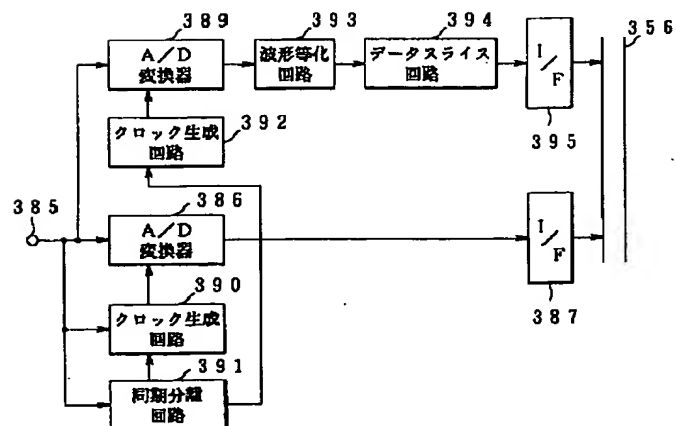 389
A/D
変換器
393
波形等化
回路
394
データスライス
回路
I/F
395
356
392
クロック生成
回路
385
386
A/D
変換器
I/F
387
390
クロック生成
回路
391
同期分離
回路